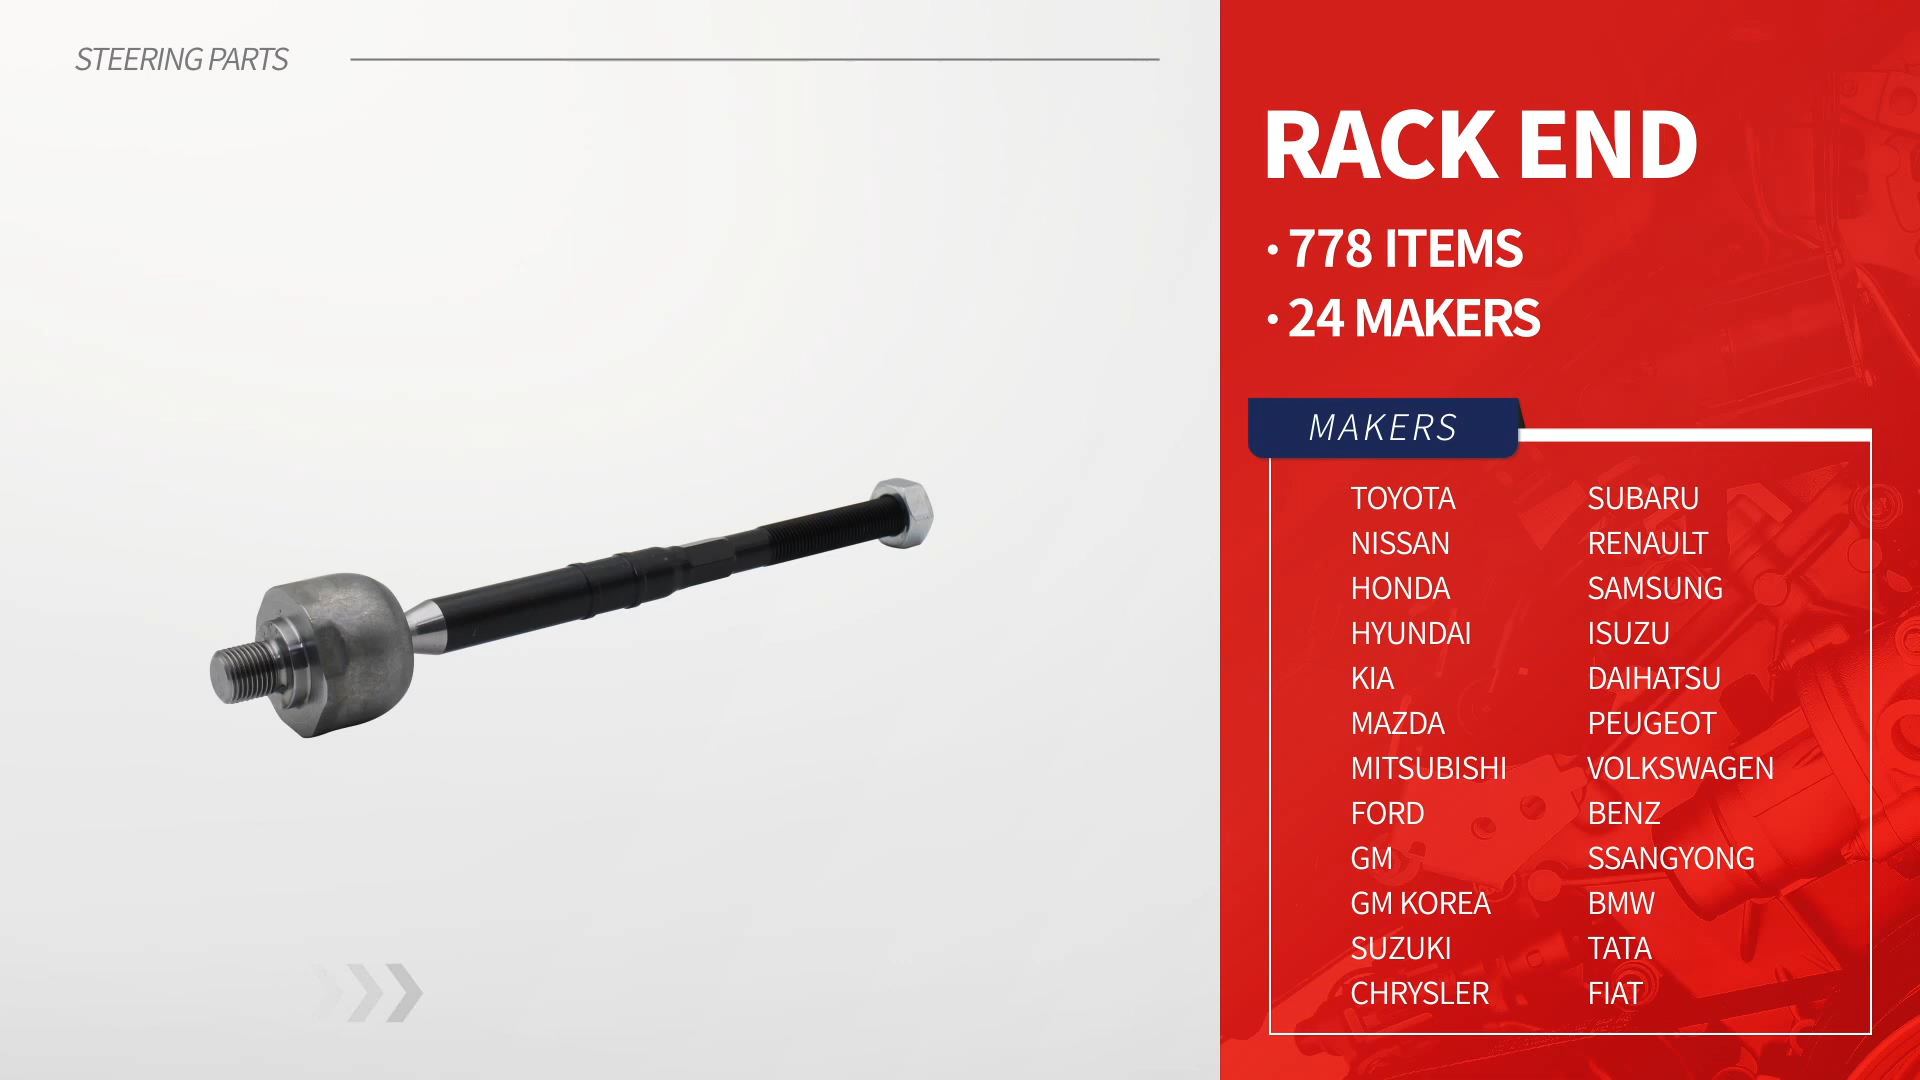 STEERING PARTS
RACK END
· 778 ITEMS
· 24 MAKERS
MAKERS
TOYOTA
NISSAN
HONDA
HYUNDAI
KIA
MAZDA
MITSUBISHI
FORD
GM
GM KOREA
SUZUKI
CHRYSLER
SUBARU
RENAULT
SAMSUNG
ISUZU
DAIHATSU
PEUGEOT
VOLKSWAGEN
BENZ
SSANGYONG
BMW
TATA
FIAT